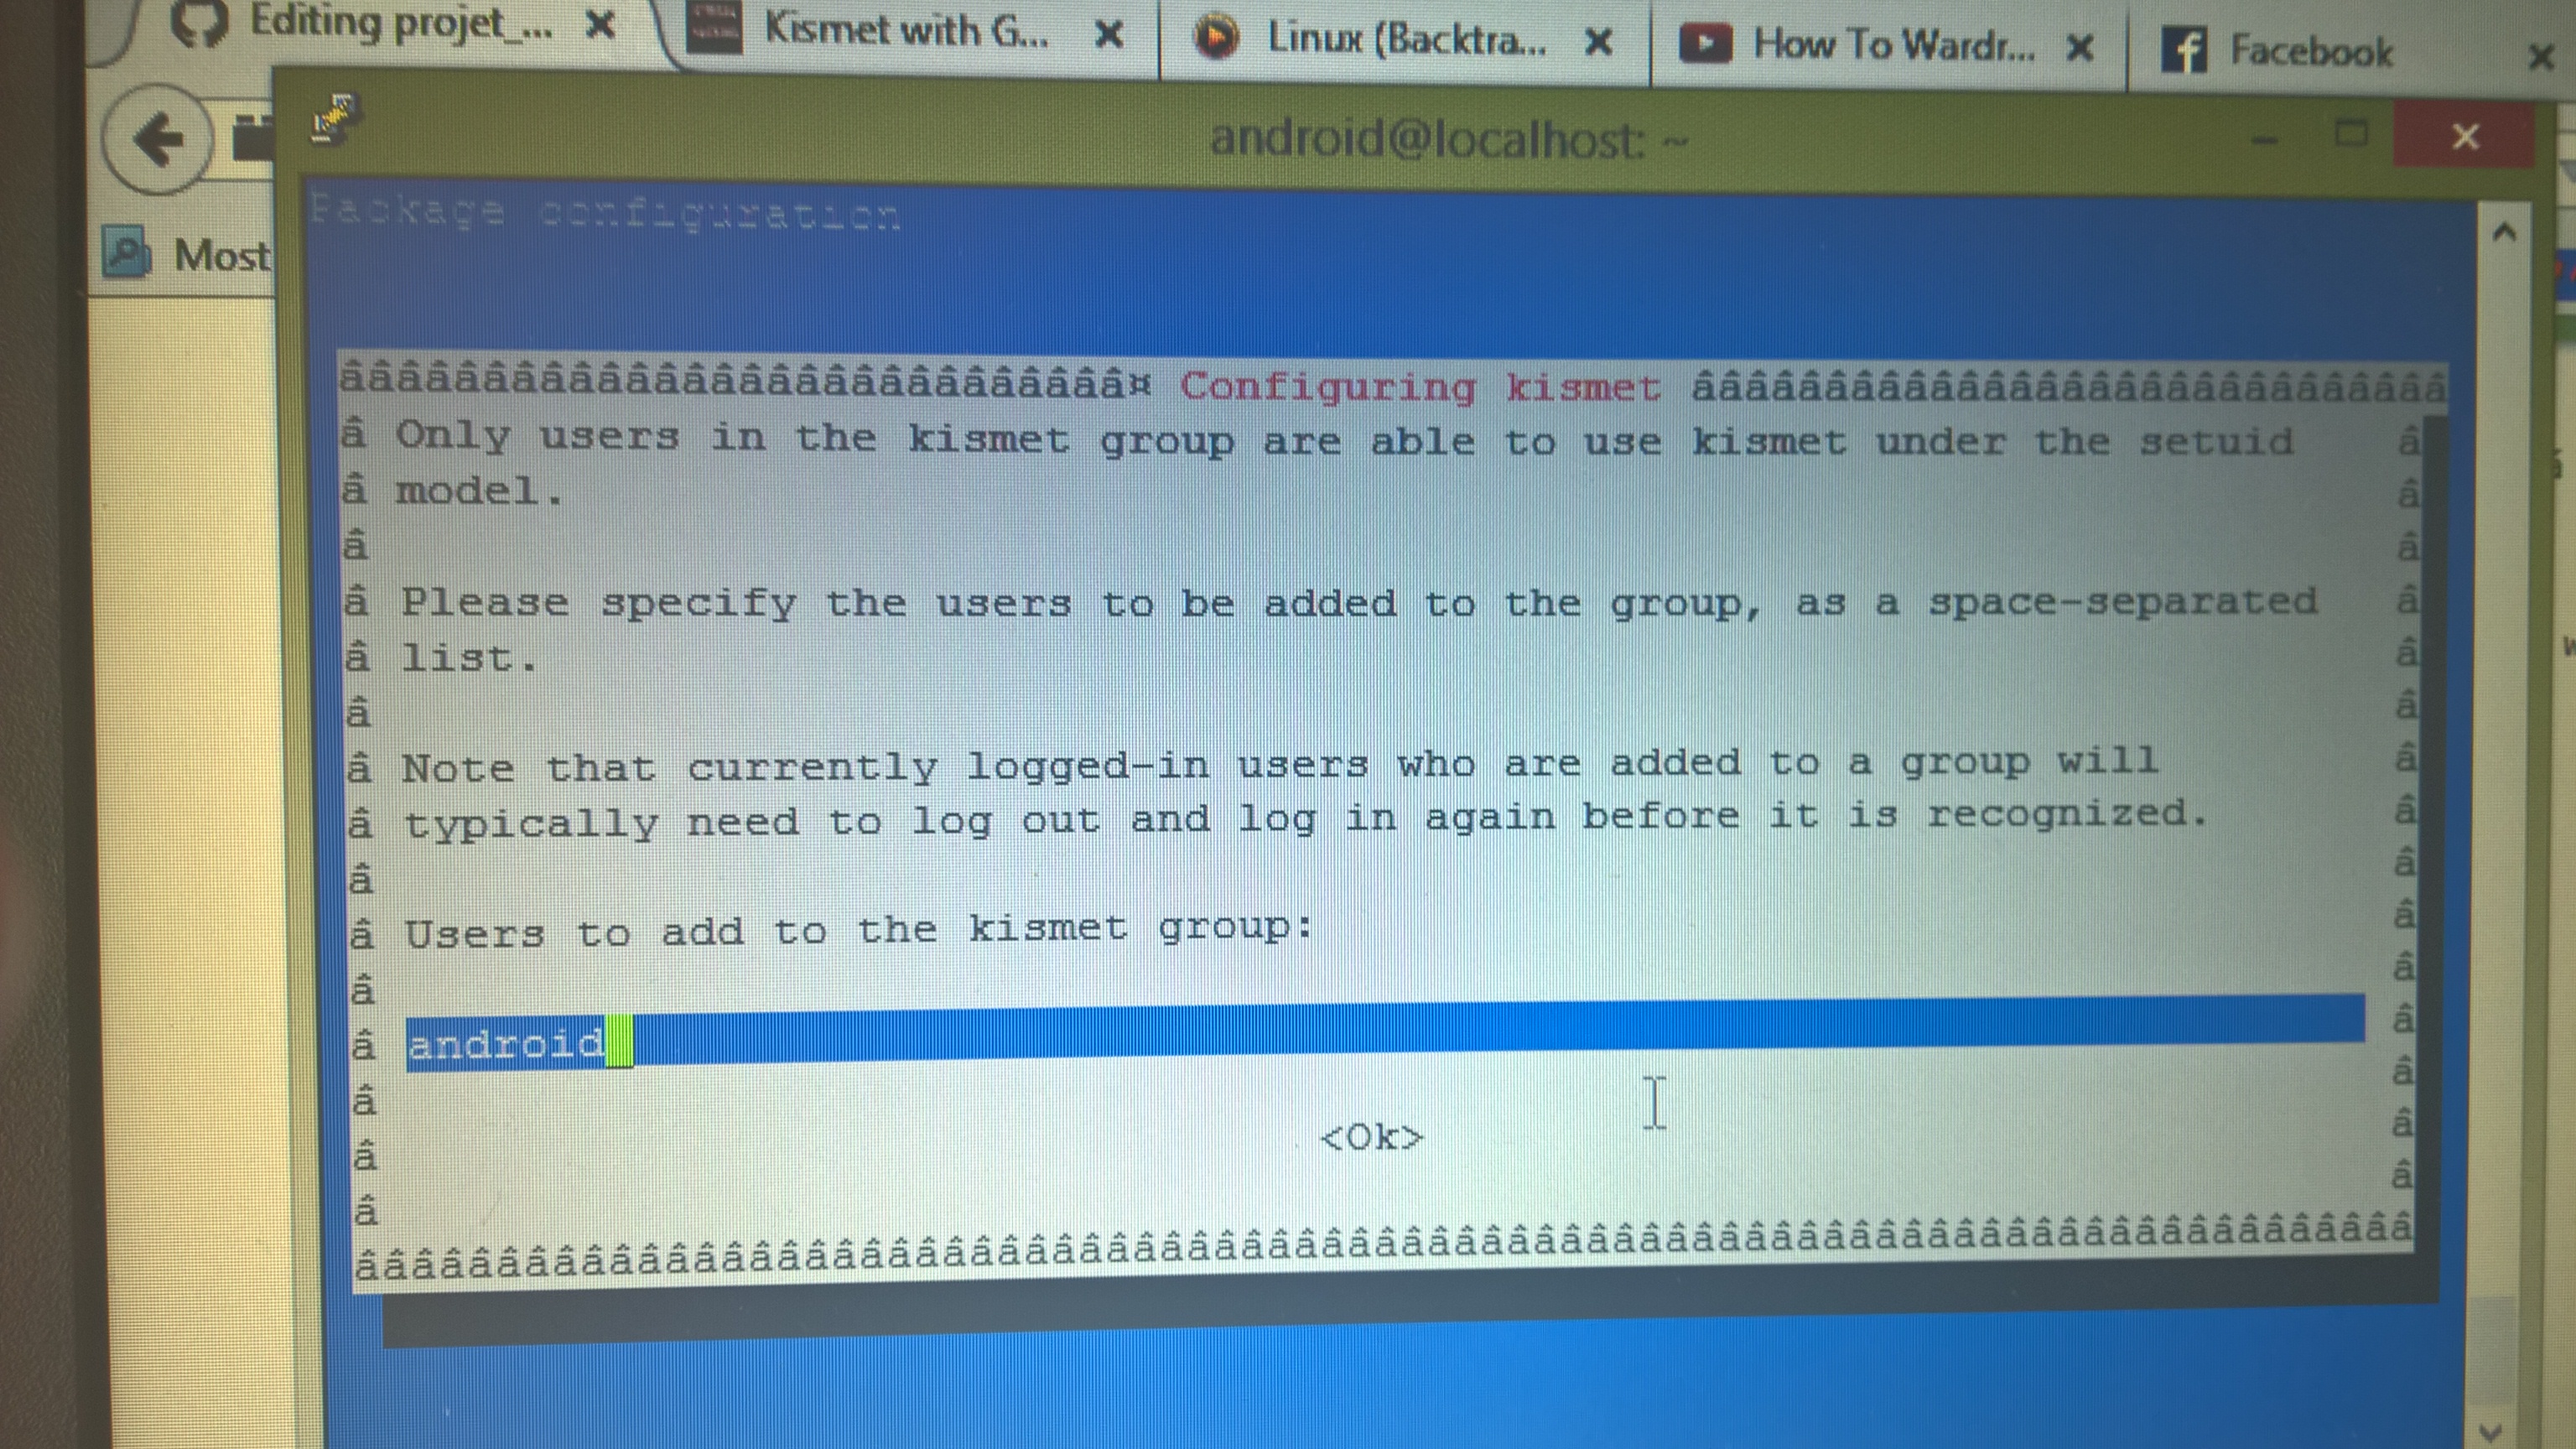 Editing projet_...
Kismet with G...
Linux (Backtra...
How To Wardr...
Facebook
android@localhost: ~
Most
Package configuration
âââââââââââââââââââââââââââââ¤ Configuring kismet ââââââââââââââââââââââââââââ
â Only users in the kismet group are able to use kismet under the setuid â
â model. â
â â
â Please specify the users to be added to the group, as a space-separated â
â list. â
â â
â Note that currently logged-in users who are added to a group will â
â typically need to log out and log in again before it is recognized. â
â â
â Users to add to the kismet group: â
â â
â android â
â â
â <Ok> â
â â
âââââââââââââââââââââââââââââââââââââââââââââââââââââââââââââââââââââââââââ